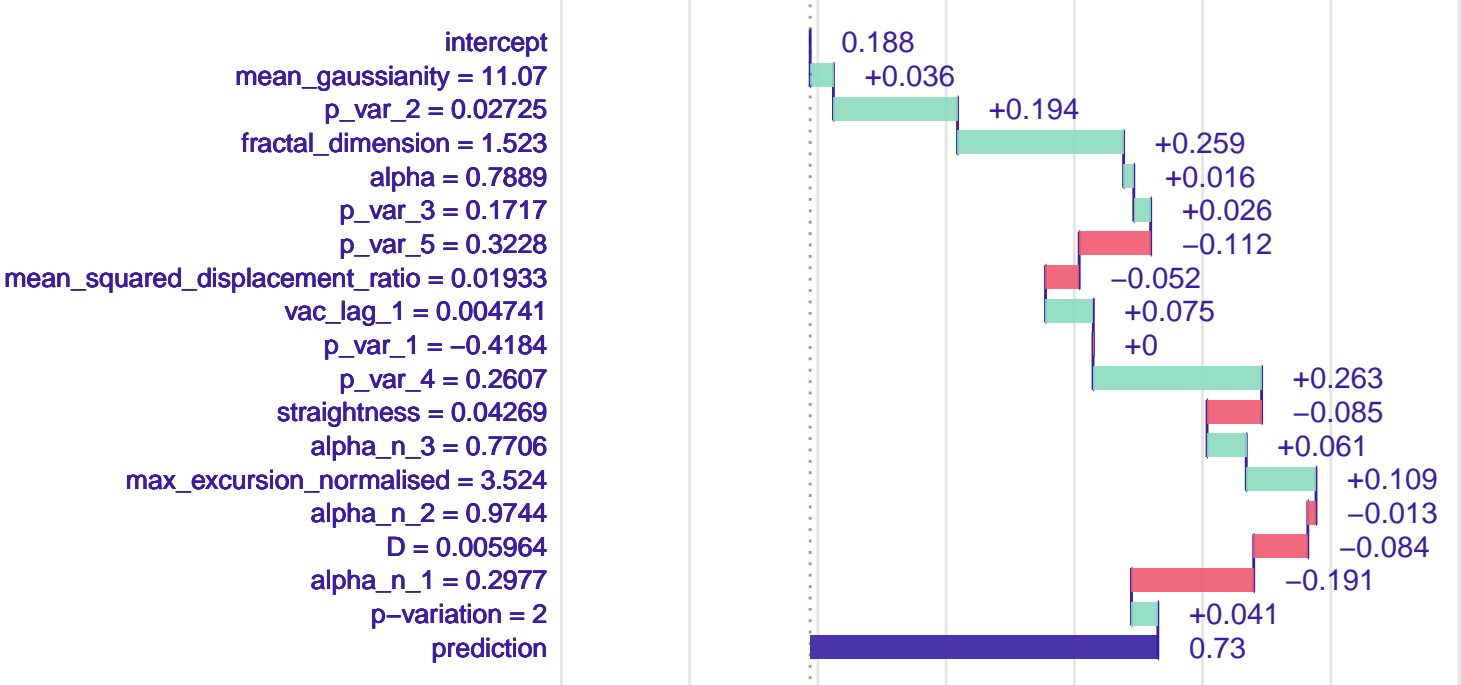 intercept 0.188
mean_gaussianity = 11.07 +0.036
p_var_2 = 0.02725 +0.194
fractal_dimension = 1.523 +0.259
alpha = 0.7889 +0.016
p_var_3 = 0.1717 +0.026
p_var_5 = 0.3228 −0.112
mean_squared_displacement_ratio = 0.01933 −0.052
vac_lag_1 = 0.004741 +0.075
p_var_1 = −0.4184 +0
p_var_4 = 0.2607 +0.263
straightness = 0.04269 −0.085
alpha_n_3 = 0.7706 +0.061
max_excursion_normalised = 3.524 +0.109
alpha_n_2 = 0.9744 −0.013
D = 0.005964 −0.084
alpha_n_1 = 0.2977 −0.191
p−variation = 2 +0.041
prediction 0.73